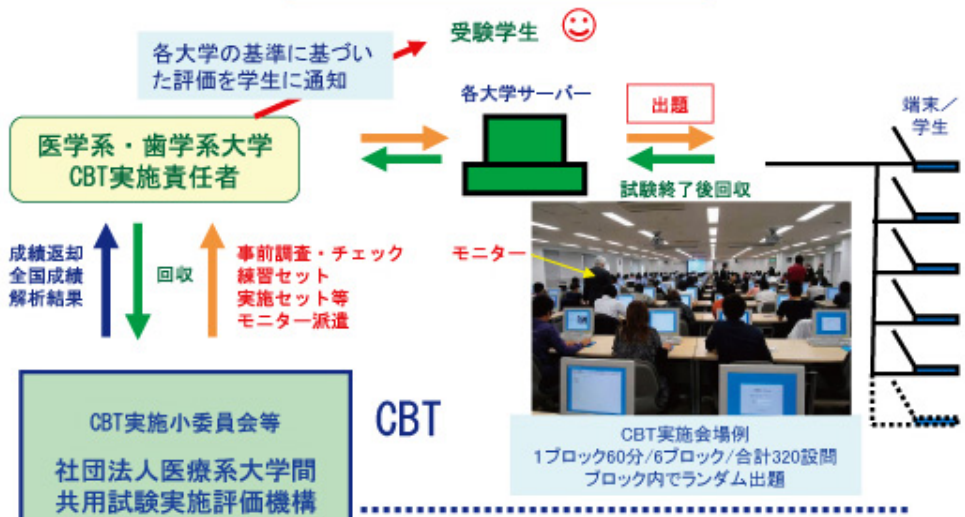 受験学生
各大学の基準に基づい
た評価を学生に通知
各大学サーバー
出題
端末／
学生
医学系・歯学系大学
CBT実施責任者
試験終了後回収
成績返却
全国成績
解析結果
回収
事前調査・チェック
練習セット
実施セット等
モニター派遣
モニター
CBT実施小委員会等
社団法人医療系大学間
共用試験実施評価機構
CBT
CBT実施会場例
1ブロック60分/6ブロック/合計320設問
ブロック内でランダム出題